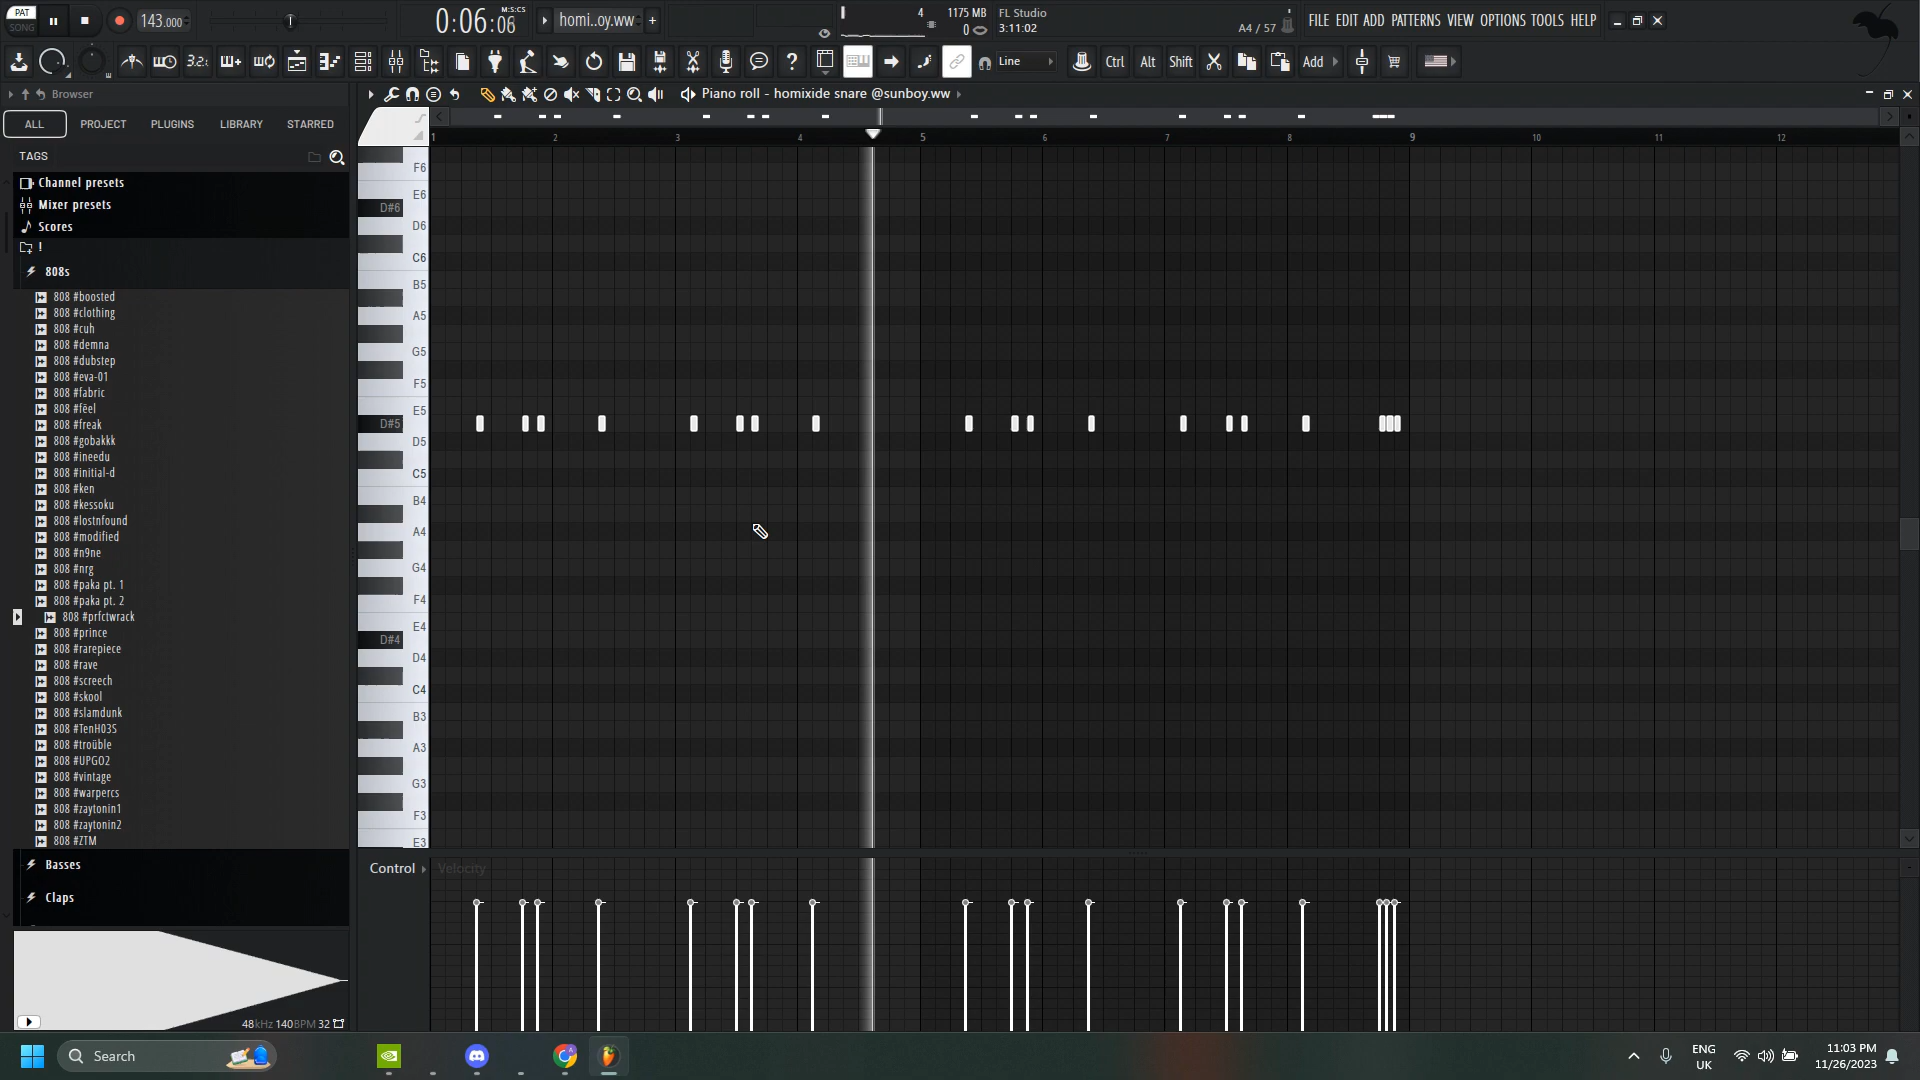 PAT
SONG
143.000
0:06:06
M:S:CS
homi..oy.ww
+
4
1175 MB
0
FL Studio
3:11:02
A4 / 57
FILE EDIT ADD PATTERNS VIEW OPTIONS TOOLS HELP
3.2.
Line
Ctrl
Alt
Shift
Add
Browser
Piano roll - homixide snare @sunboy.ww
ALL
PROJECT
PLUGINS
LIBRARY
STARRED
1 2 3 4 5 6 7 8 9 10 11 12
TAGS
Channel presets
Mixer presets
Scores
!
808s
808 #boosted
808 #clothing
808 #cuh
808 #demna
808 #dubstep
808 #eva-01
808 #fabric
808 #fëel
808 #freak
808 #gobakkk
808 #ineedu
808 #initial-d
808 #ken
808 #kessoku
808 #lostnfound
808 #modified
808 #n9ne
808 #nrg
808 #paka pt. 1
808 #paka pt. 2
808 #prfctwrack
808 #prince
808 #rarepiece
808 #rave
808 #screech
808 #skool
808 #slamdunk
808 #TenH03S
808 #troüble
808 #UPGO2
808 #vintage
808 #warpercs
808 #zaytonin1
808 #zaytonin2
808 #ZTM
Basses
Claps
48kHz 140BPM 32
F6
E6
D#6
D6
C6
B5
A5
G5
F5
E5
D#5
D5
C5
B4
A4
G4
F4
E4
D#4
D4
C4
B3
A3
G3
F3
E3
Control
Velocity
Search
ENG
UK
11:03 PM
11/26/2023